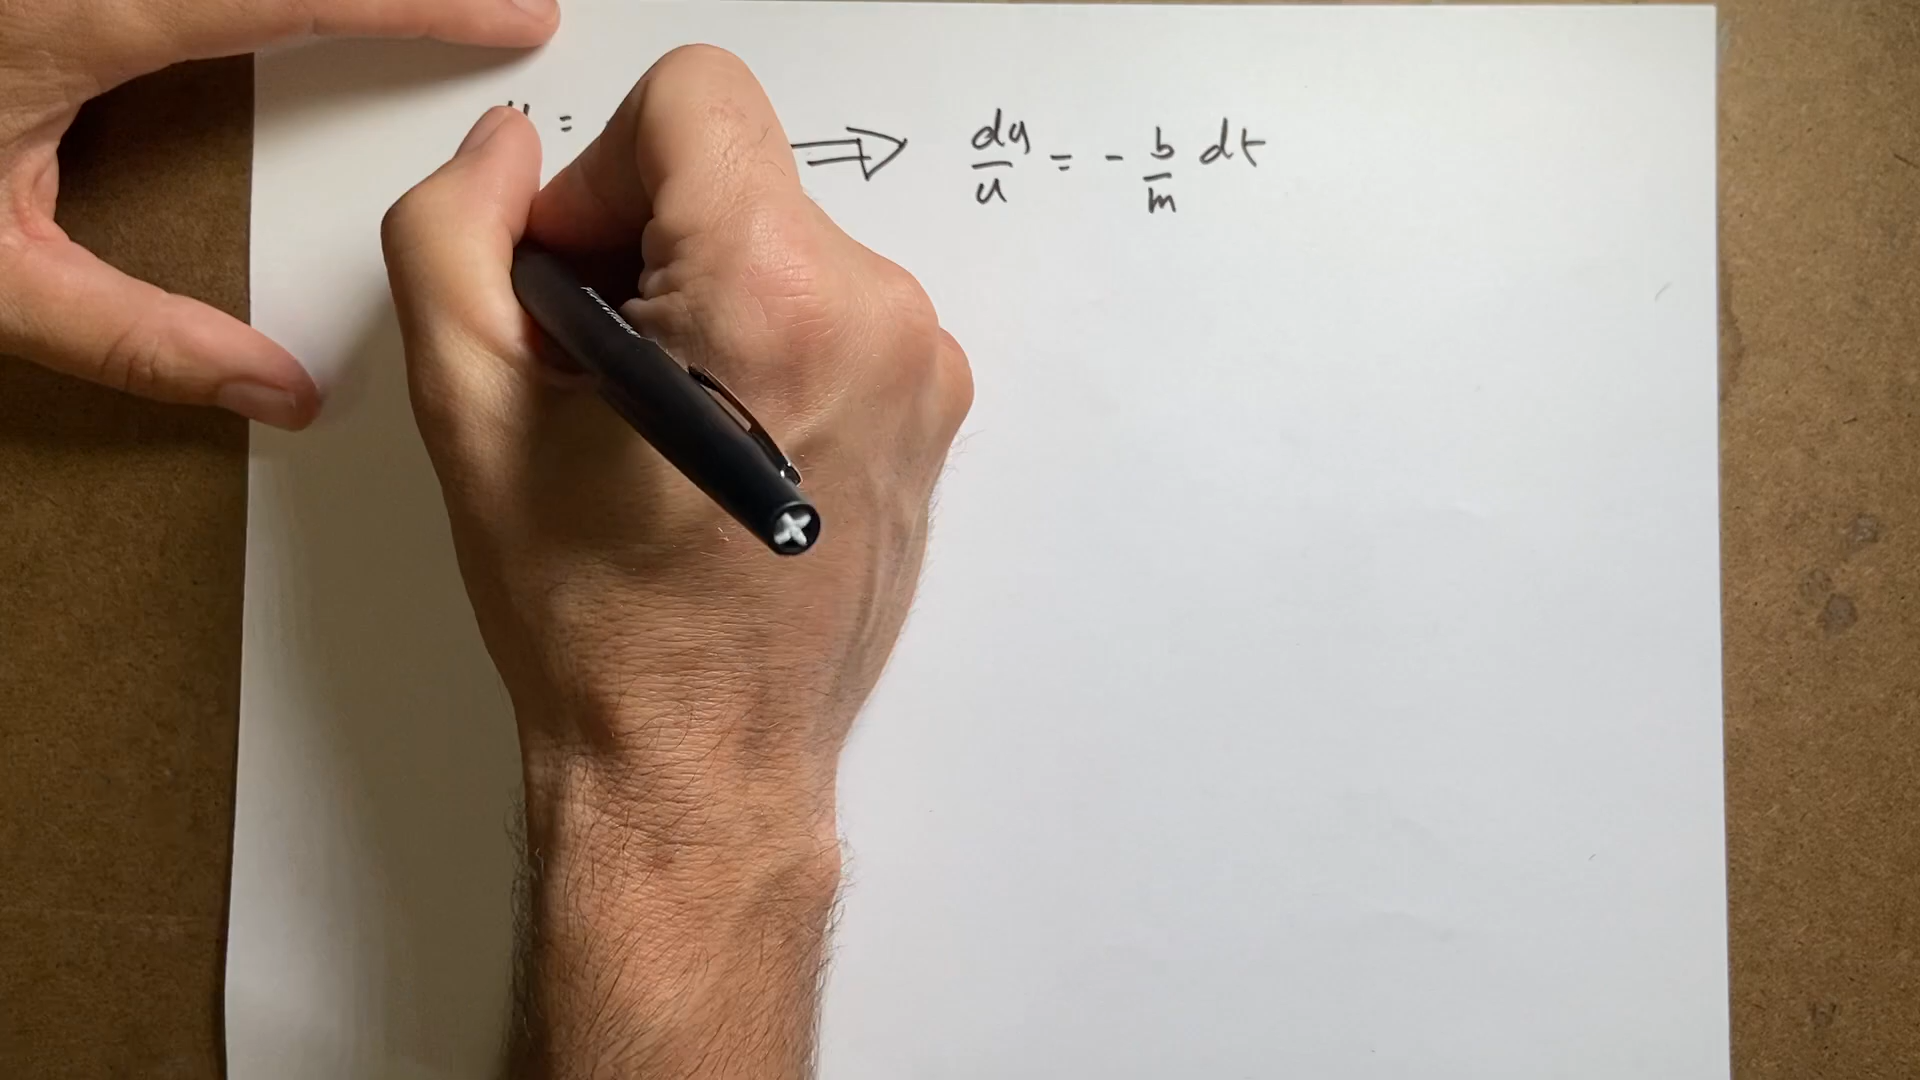 = ⇒ du/u = - b/m dt